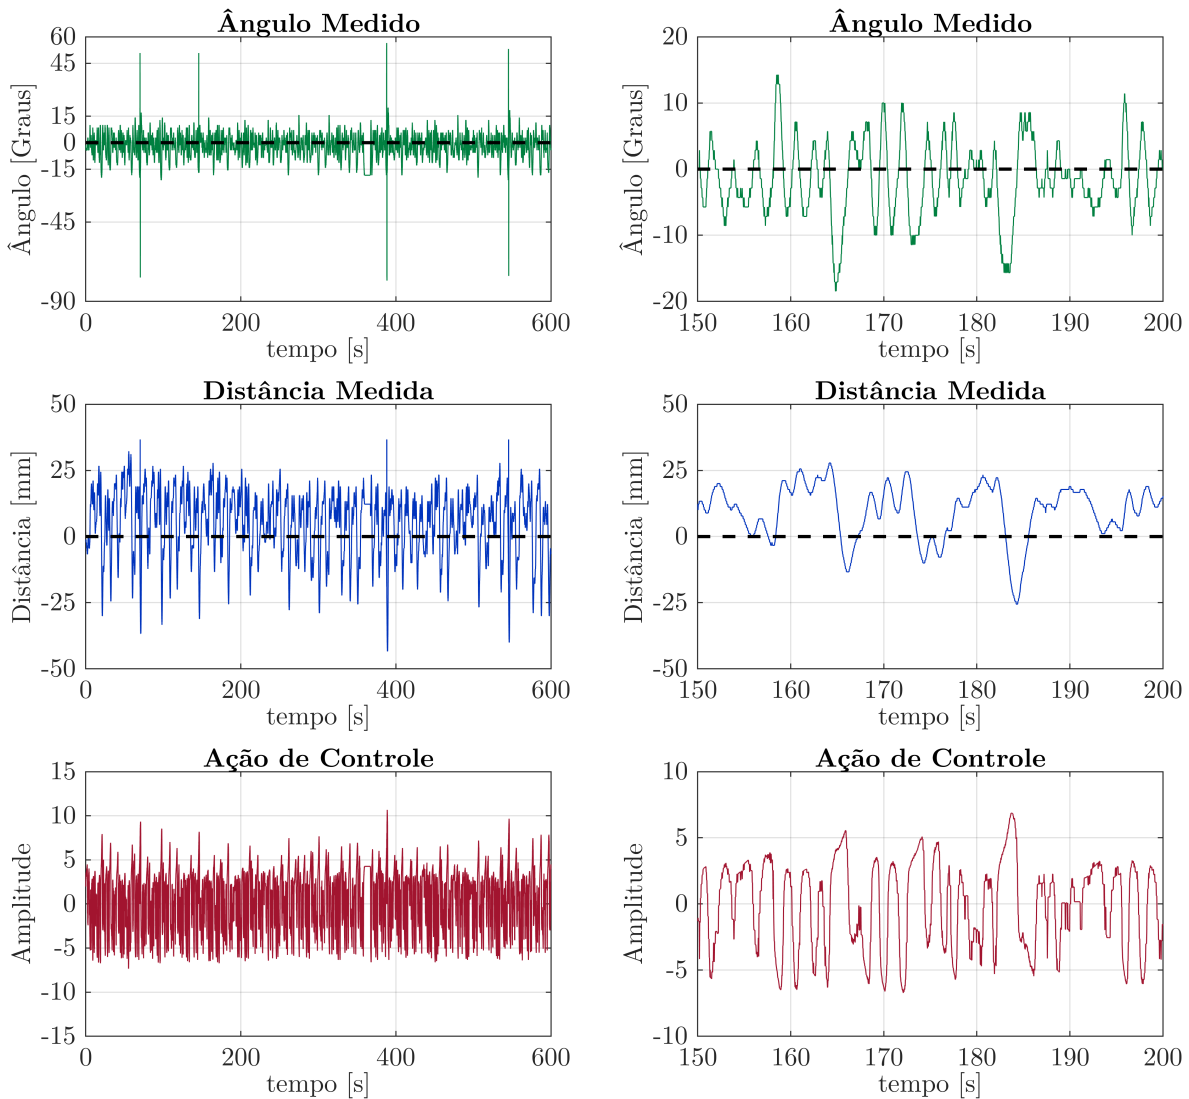 Ângulo Medido
60
45
15
0
-15
-45
-90
Ângulo [Graus]
0 200 400 600
tempo [s]
Ângulo Medido
20
10
0
-10
-20
Ângulo [Graus]
150 160 170 180 190 200
tempo [s]
Distância Medida
50
25
0
-25
-50
Distância [mm]
0 200 400 600
tempo [s]
Distância Medida
50
25
0
-25
-50
Distância [mm]
150 160 170 180 190 200
tempo [s]
Ação de Controle
15
10
5
0
-5
-10
-15
Amplitude
0 200 400 600
tempo [s]
Ação de Controle
10
5
0
-5
-10
Amplitude
150 160 170 180 190 200
tempo [s]